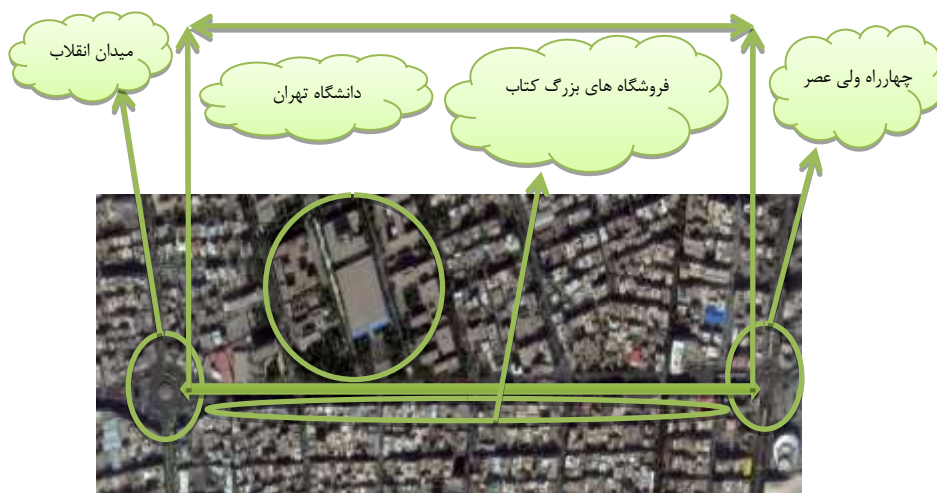 چهارراه ولی عصر
فروشگاه های بزرگ کتاب
دانشگاه تهران
میدان انقلاب